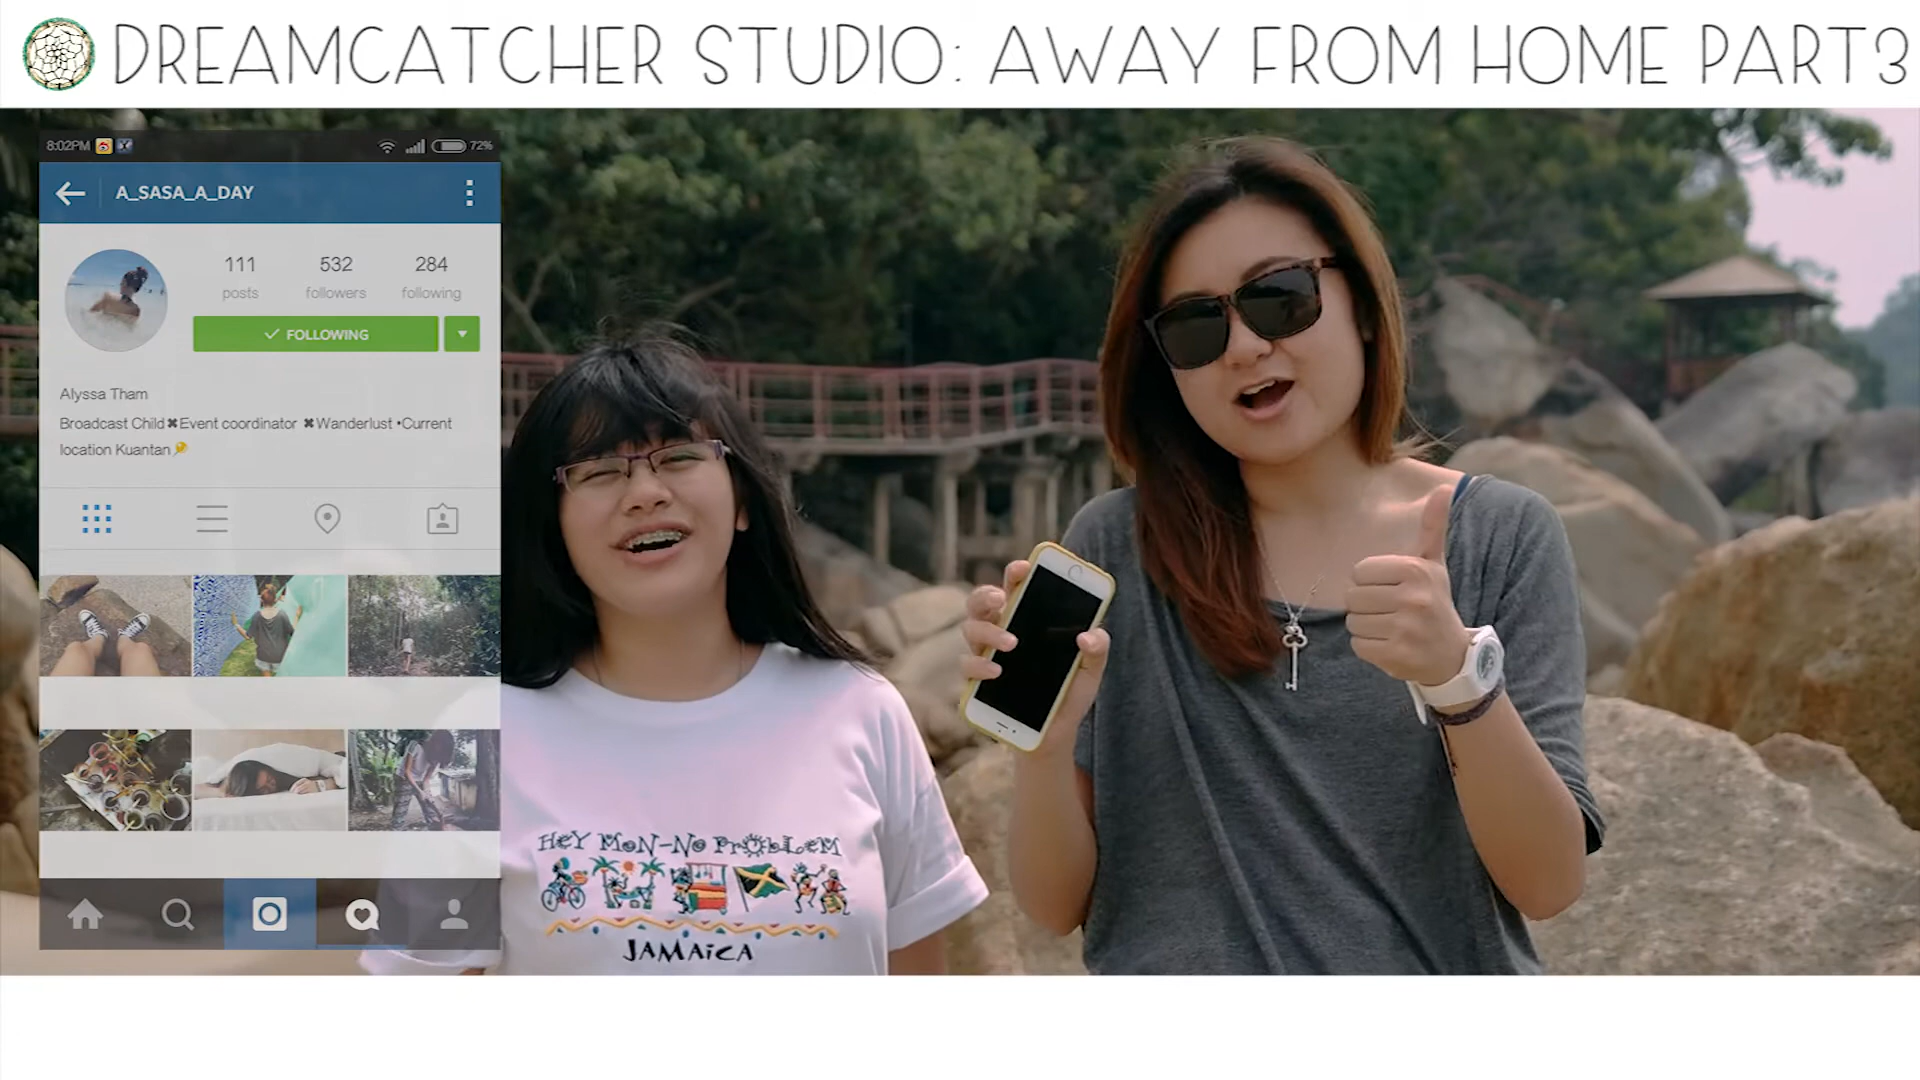 DREAMCATCHER STUDIO: AWAY FROM HOME PART3
8:02PM 72%
A_SASA_A_DAY
111 532 284
posts followers following
FOLLOWING
Alyssa Tham
Broadcast Child✖Event coordinator ✖Wanderlust •Current
location Kuantan
HEY MON-NO PROBLEM
JAMAICA